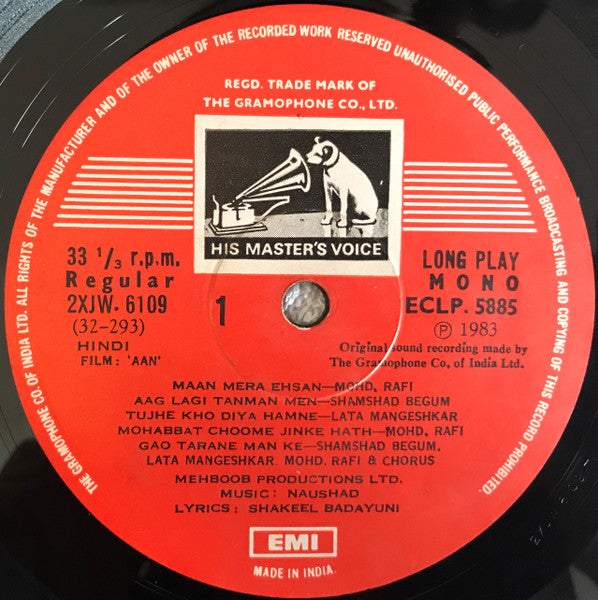 THE GRAMOPHONE CO. OF INDIA LTD. ALL RIGHTS OF THE MANUFACTURER AND OF THE OWNER OF THE RECORDED WORK RESERVED UNAUTHORISED PUBLIC PERFORMANCE BROADCASTING AND COPYING OF THIS RECORD PROHIBITED.
REGD. TRADE MARK OF
THE GRAMOPHONE CO., LTD.
HIS MASTER'S VOICE
33 1/3 r.p.m.
Regular
2XJW. 6109
(32-293)
HINDI
FILM: 'AAN'
1
LONG PLAY
MONO
ECLP. 5885
Ⓟ 1983
Original sound recording made by
The Gramophone Co, of India Ltd.
MAAN MERA EHSAN—MOHD, RAFI
AAG LAGI TANMAN MEN—SHAMSHAD BEGUM
TUJHE KHO DIYA HAMNE—LATA MANGESHKAR
MOHABBAT CHOOME JINKE HATH—MOHD, RAFI
GAO TARANE MAN KE—SHAMSHAD BEGUM,
LATA MANGESHKAR, MOHD. RAFI & CHORUS
MEHBOOB PRODUCTIONS LTD.
MUSIC: NAUSHAD
LYRICS: SHAKEEL BADAYUNI
EMI
MADE IN INDIA.